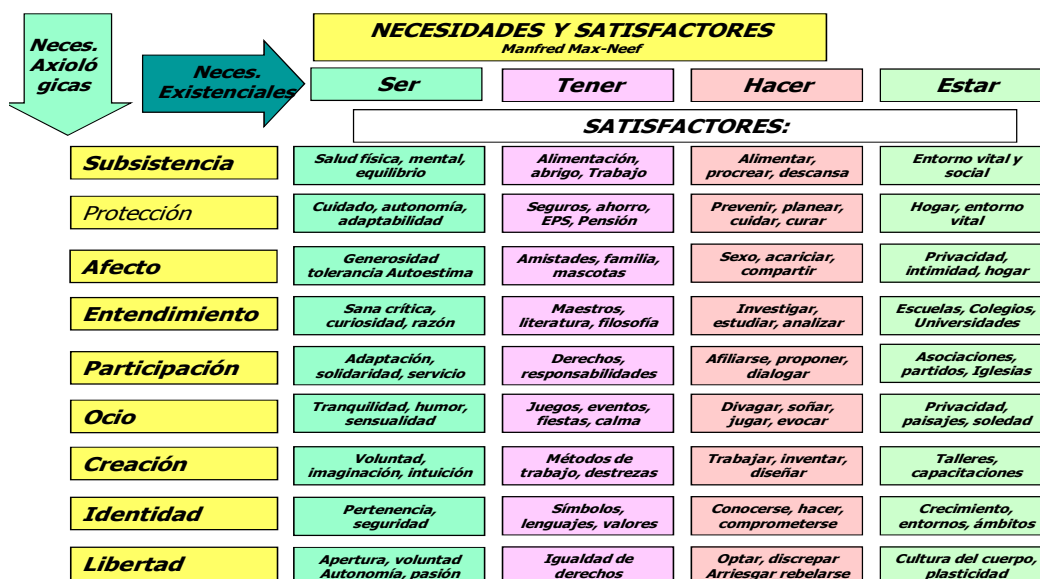 Neces.
Axioló
gicas
Neces.
Existenciales
NECESIDADES Y SATISFACTORES
Manfred Max-Neef
Ser
Tener
Hacer
Estar
SATISFACTORES:
Subsistencia
Salud física, mental,
equilibrio
Alimentación,
abrigo, Trabajo
Alimentar,
procrear, descansa
Entorno vital y
social
Protección
Cuidado, autonomía,
adaptabilidad
Seguros, ahorro,
EPS, Pensión
Prevenir, planear,
cuidar, curar
Hogar, entorno
vital
Afecto
Generosidad
tolerancia Autoestima
Amistades, familia,
mascotas
Sexo, acariciar,
compartir
Privacidad,
intimidad, hogar
Entendimiento
Sana crítica,
curiosidad, razón
Maestros,
literatura, filosofía
Investigar,
estudiar, analizar
Escuelas, Colegios,
Universidades
Participación
Adaptación,
solidaridad, servicio
Derechos,
responsabilidades
Afiliarse, proponer,
dialogar
Asociaciones,
partidos, Iglesias
Ocio
Tranquilidad, humor,
sensualidad
Juegos, eventos,
fiestas, calma
Divagar, soñar,
jugar, evocar
Privacidad,
paisajes, soledad
Creación
Voluntad,
imaginación, intuición
Métodos de
trabajo, destrezas
Trabajar, inventar,
diseñar
Talleres,
capacitaciones
Identidad
Pertenencia,
seguridad
Símbolos,
lenguajes, valores
Conocerse, hacer,
comprometerse
Crecimiento,
entornos, ámbitos
Libertad
Apertura, voluntad
Autonomía, pasión
Igualdad de
derechos
Optar, discrepar
Arriesgar rebelarse
Cultura del cuerpo,
plasticidad